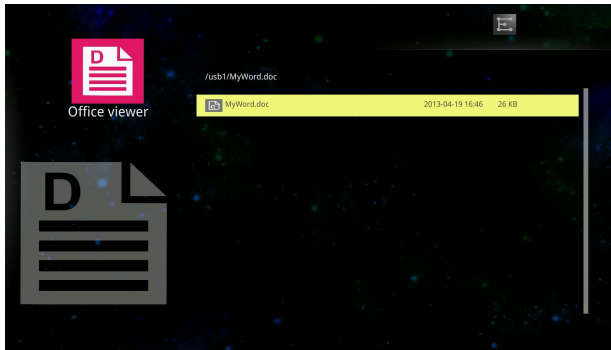 D
Office viewer
/usb1/MyWord.doc
MyWord.doc 2013-04-19 16:46 26 KB
D